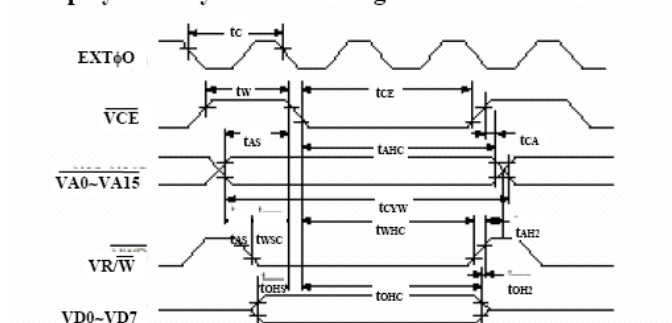 tC
EXTϕO
tW
tCE
CE
tCA
tAS
tAHC
VA0~VA15
tCYW
tWHC
tAH2
tAS tWSC
VR/W
tOHS
tOHC
tOH2
VD0~VD7